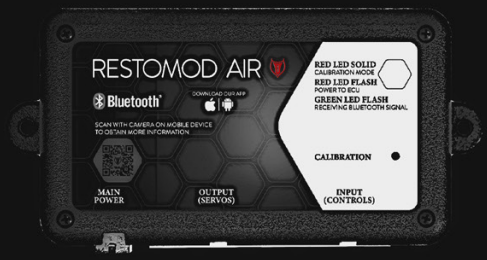 RESTOMOD AIR
Bluetooth®
DOWNLOAD OUR APP
SCAN WITH CAMERA ON MOBILE DEVICE
TO OBTAIN MORE INFORMATION
RED LED SOLID
CALIBRATION MODE
RED LED FLASH
POWER TO ECU
GREEN LED FLASH
RECEIVING BLUETOOTH SIGNAL
CALIBRATION
MAIN
POWER
OUTPUT
(SERVOS)
INPUT
(CONTROLS)